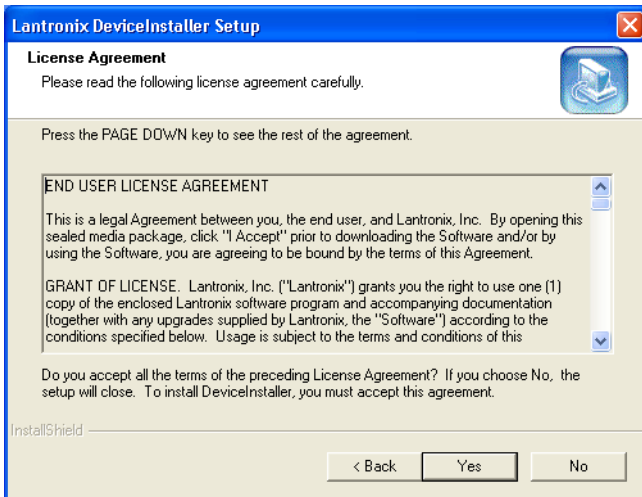 Lantronix DeviceInstaller Setup
License Agreement
Please read the following license agreement carefully.
Press the PAGE DOWN key to see the rest of the agreement.
END USER LICENSE AGREEMENT
This is a legal Agreement between you, the end user, and Lantronix, Inc.  By opening this
sealed media package, click "I Accept" prior to downloading the Software and/or by
using the Software, you are agreeing to be bound by the terms of this Agreement.
GRANT OF LICENSE.  Lantronix, Inc. ("Lantronix") grants you the right to use one (1)
copy of the enclosed Lantronix software program and accompanying documentation
(together with any upgrades supplied by Lantronix, the "Software") according to the
conditions specified below.  Usage is subject to the terms and conditions of this
Do you accept all the terms of the preceding License Agreement?  If you choose No,  the
setup will close.  To install DeviceInstaller, you must accept this agreement.
InstallShield
< Back
Yes
No